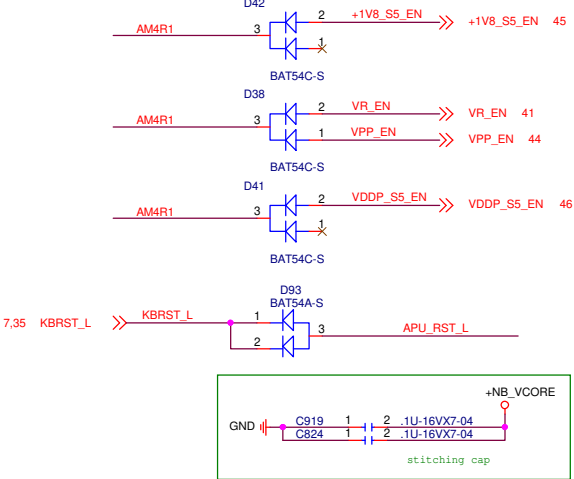 D42
AM4R1 3 2 +1V8_S5_EN +1V8_S5_EN 45
1
BAT54C-S
D38
AM4R1 3 2 VR_EN VR_EN 41
1 VPP_EN VPP_EN 44
BAT54C-S
D41
AM4R1 3 2 VDDP_S5_EN VDDP_S5_EN 46
1
BAT54C-S
D93
BAT54A-S
7,35 KBRST_L KBRST_L 1
3 APU_RST_L
2
+NB_VCORE
GND C919 1 2 .1U-16VX7-04
C824 1 2 .1U-16VX7-04
stitching cap